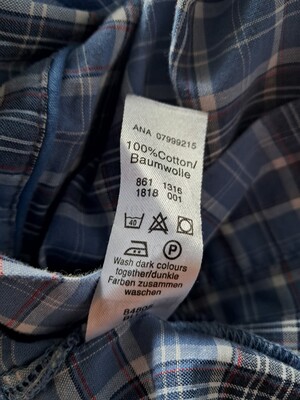 ANA 07999215
100%Cotton/
Baumwolle
861 1316
1818 001
40
P
Wash dark colours
together/dunkle
Farben zusammen
waschen